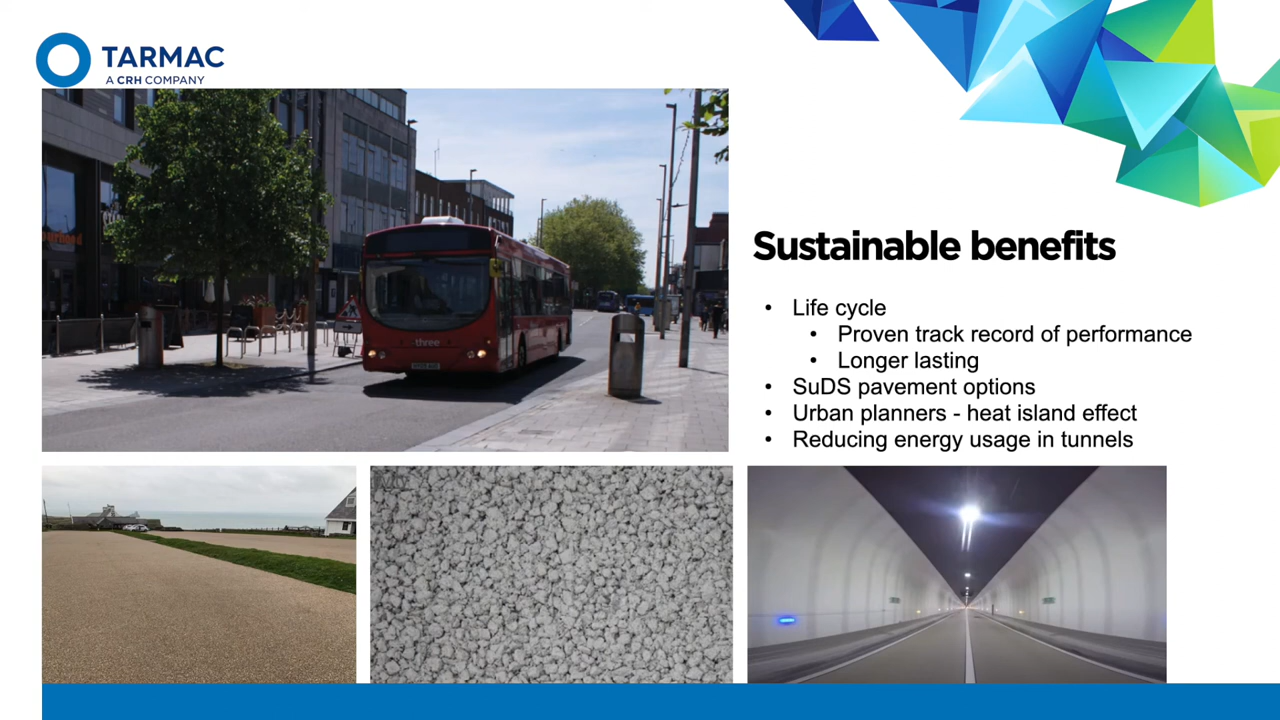 TARMAC
A CRH COMPANY
three
Sustainable benefits
• Life cycle
• Proven track record of performance
• Longer lasting
• SuDS pavement options
• Urban planners - heat island effect
• Reducing energy usage in tunnels